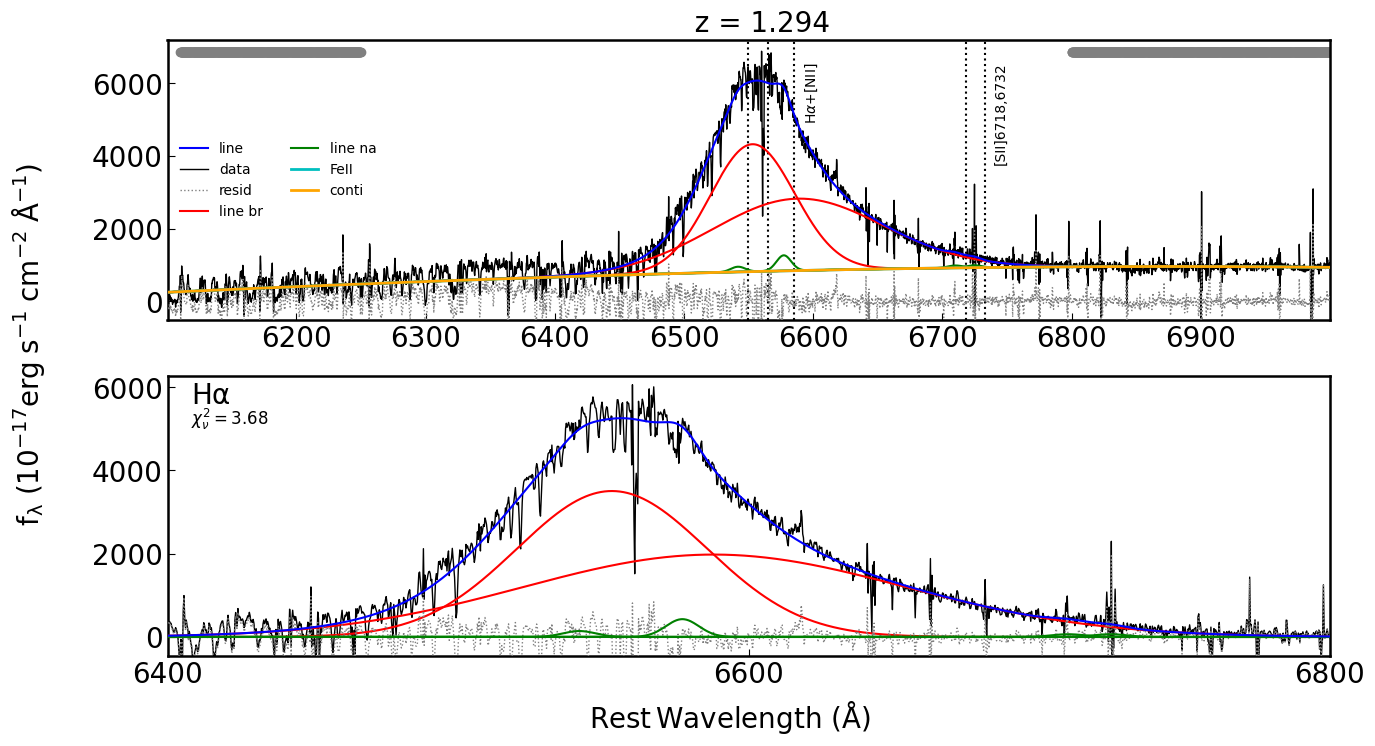 z = 1.294
6000
4000
2000
0
line
data
resid
line br
line na
FeII
conti
Hα+[NII]
[SII]6718,6732
6200 6300 6400 6500 6600 6700 6800 6900
f_λ (10⁻¹⁷erg s⁻¹ cm⁻² Å⁻¹)
Hα
χ²_ν = 3.68
6000
4000
2000
0
6400 6600 6800
Rest Wavelength (Å)